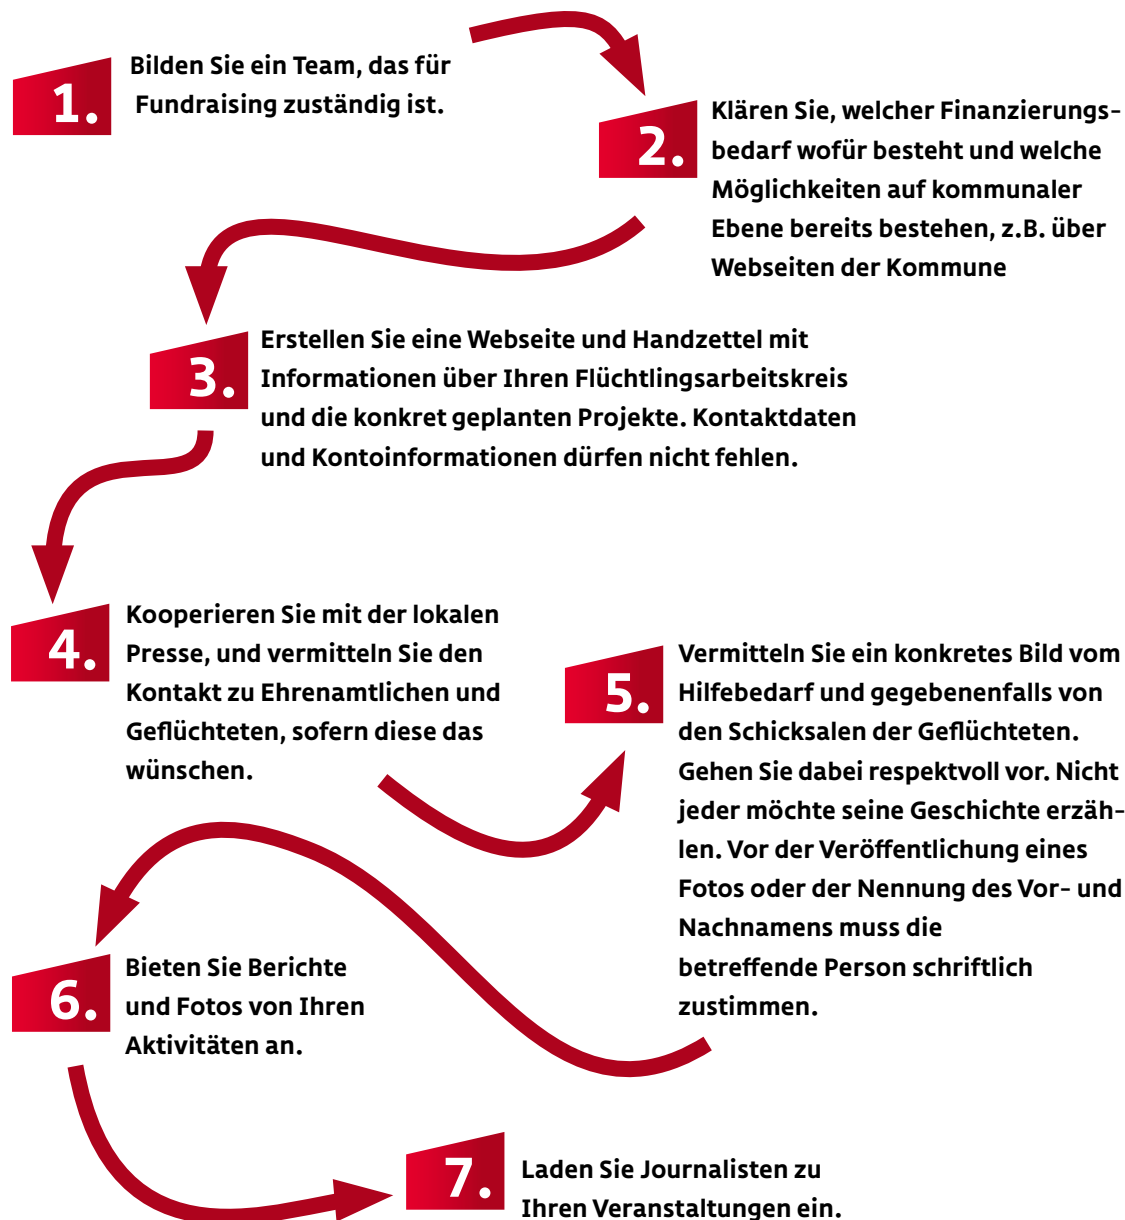 1.
Bilden Sie ein Team, das für
Fundraising zuständig ist.
2.
Klären Sie, welcher Finanzierungs-
bedarf wofür besteht und welche
Möglichkeiten auf kommunaler
Ebene bereits bestehen, z.B. über
Webseiten der Kommune
3.
Erstellen Sie eine Webseite und Handzettel mit
Informationen über Ihren Flüchtlingsarbeitskreis
und die konkret geplanten Projekte. Kontaktdaten
und Kontoinformationen dürfen nicht fehlen.
4.
Kooperieren Sie mit der lokalen
Presse, und vermitteln Sie den
Kontakt zu Ehrenamtlichen und
Geflüchteten, sofern diese das
wünschen.
5.
Vermitteln Sie ein konkretes Bild vom
Hilfebedarf und gegebenenfalls von
den Schicksalen der Geflüchteten.
Gehen Sie dabei respektvoll vor. Nicht
jeder möchte seine Geschichte erzäh-
len. Vor der Veröffentlichung eines
Fotos oder der Nennung des Vor- und
Nachnamens muss die
betreffende Person schriftlich
zustimmen.
6.
Bieten Sie Berichte
und Fotos von Ihren
Aktivitäten an.
7.
Laden Sie Journalisten zu
Ihren Veranstaltungen ein.